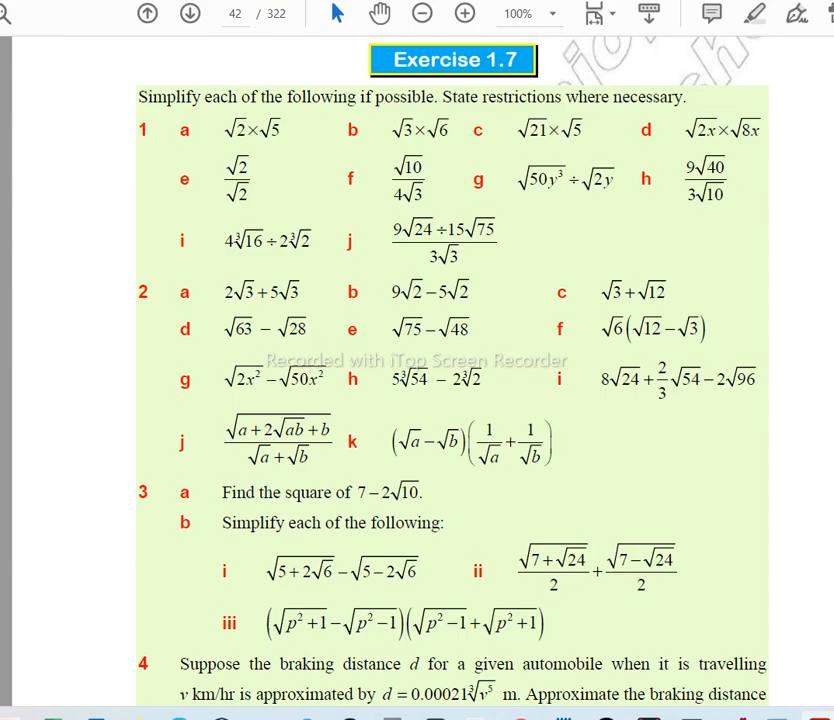 42 / 322 100%
Exercise 1.7
Simplify each of the following if possible. State restrictions where necessary.
1 a √2×√5 b √3×√6 c √21×√5 d √2x×√8x
e √2/√2 f √10/4√3 g √50y³ ÷ √2y h 9√40/3√10
i 4∛16 ÷ 2∛2 j (9√24 ÷ 15√75)/3√3
2 a 2√3 + 5√3 b 9√2 − 5√2 c √3 + √12
d √63 − √28 e √75 − √48 f √6(√12 − √3)
Recorded with iTop Screen Recorder
g √2x² − √50x² h 5∛54 − 2∛2 i 8√24 + 2/3√54 − 2√96
j √(a + 2√ab + b)/(√a + √b) k (√a − √b)(1/√a + 1/√b)
3 a Find the square of 7 − 2√10.
b Simplify each of the following:
i √(5 + 2√6) − √(5 − 2√6) ii √(7 + √24)/2 + √(7 − √24)/2
iii (√(p² + 1) − √(p² − 1))(√(p² − 1) + √(p² + 1))
4 Suppose the braking distance d for a given automobile when it is travelling
v km/hr is approximated by d = 0.00021∛v⁵ m. Approximate the braking distance